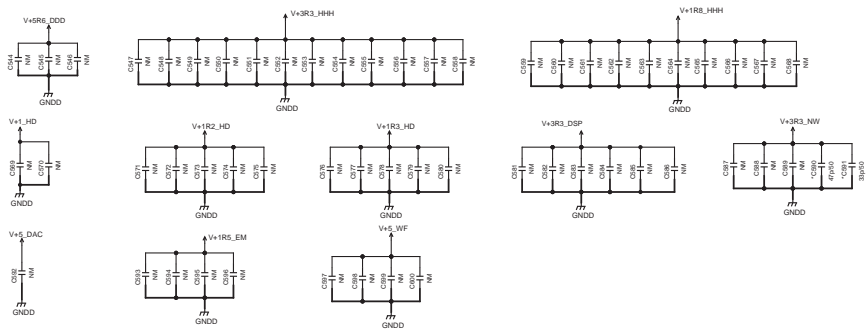 V+5R6_DDD
C544 NM
C545 NM
C546 NM
GNDD
V+3R3_HHH
C547 NM
C548 NM
C549 NM
C550 NM
C551 NM
C552 NM
C553 NM
C554 NM
C555 NM
C556 NM
C557 NM
C558 NM
GNDD
V+1R8_HHH
C559 NM
C560 NM
C561 NM
C562 NM
C563 NM
C564 NM
C565 NM
C566 NM
C567 NM
C568 NM
GNDD
V+1_HD
C569 NM
C570 NM
GNDD
V+1R2_HD
C571 NM
C572 NM
C573 NM
C574 NM
C575 NM
GNDD
V+1R3_HD
C576 NM
C577 NM
C578 NM
C579 NM
C580 NM
GNDD
V+3R3_DSP
C581 NM
C582 NM
C583 NM
C584 NM
C585 NM
C586 NM
GNDD
V+3R3_NW
C587 NM
C588 NM
C589 NM
*C590 47p/50
*C591 33p/50
GNDD
V+5_DAC
C592 NM
GNDD
V+1R5_EM
C593 NM
C594 NM
C595 NM
C596 NM
GNDD
V+5_WF
C597 NM
C598 NM
C599 NM
C600 NM
GNDD